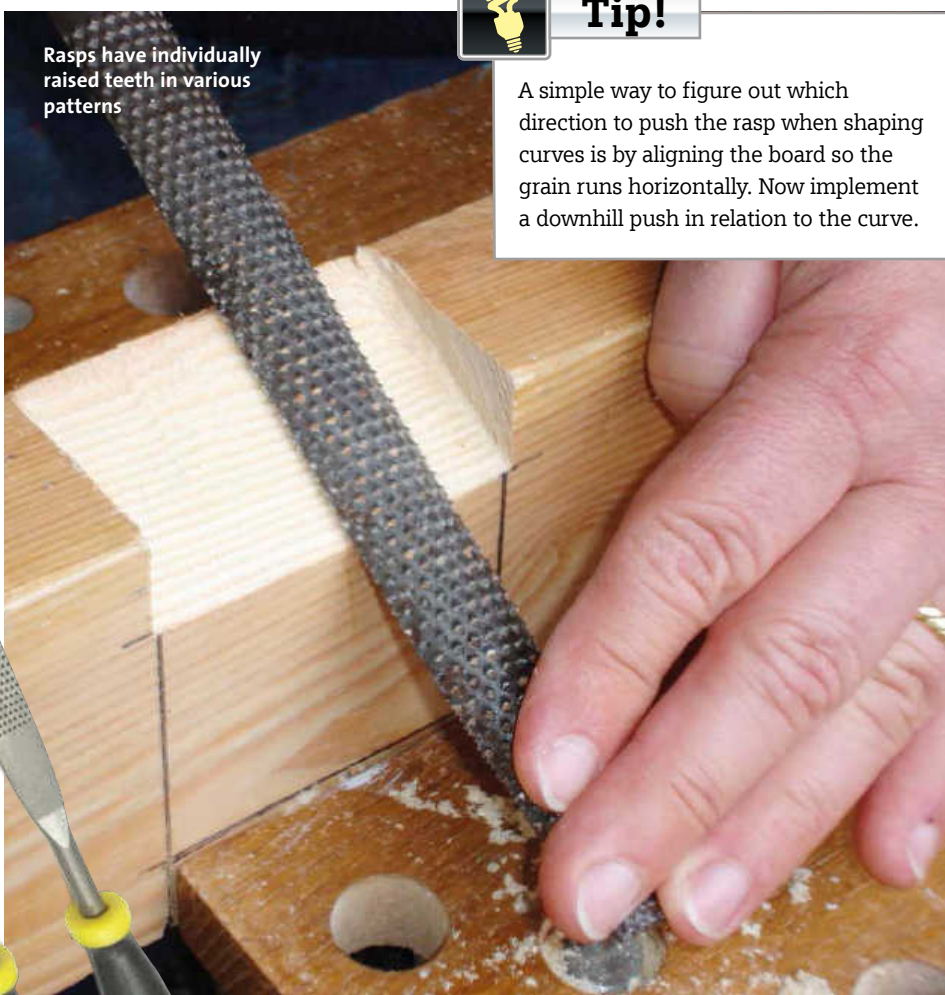 Rasps have individually
raised teeth in various
patterns
Tip!
A simple way to figure out which
direction to push the rasp when shaping
curves is by aligning the board so the
grain runs horizontally. Now implement
a downhill push in relation to the curve.